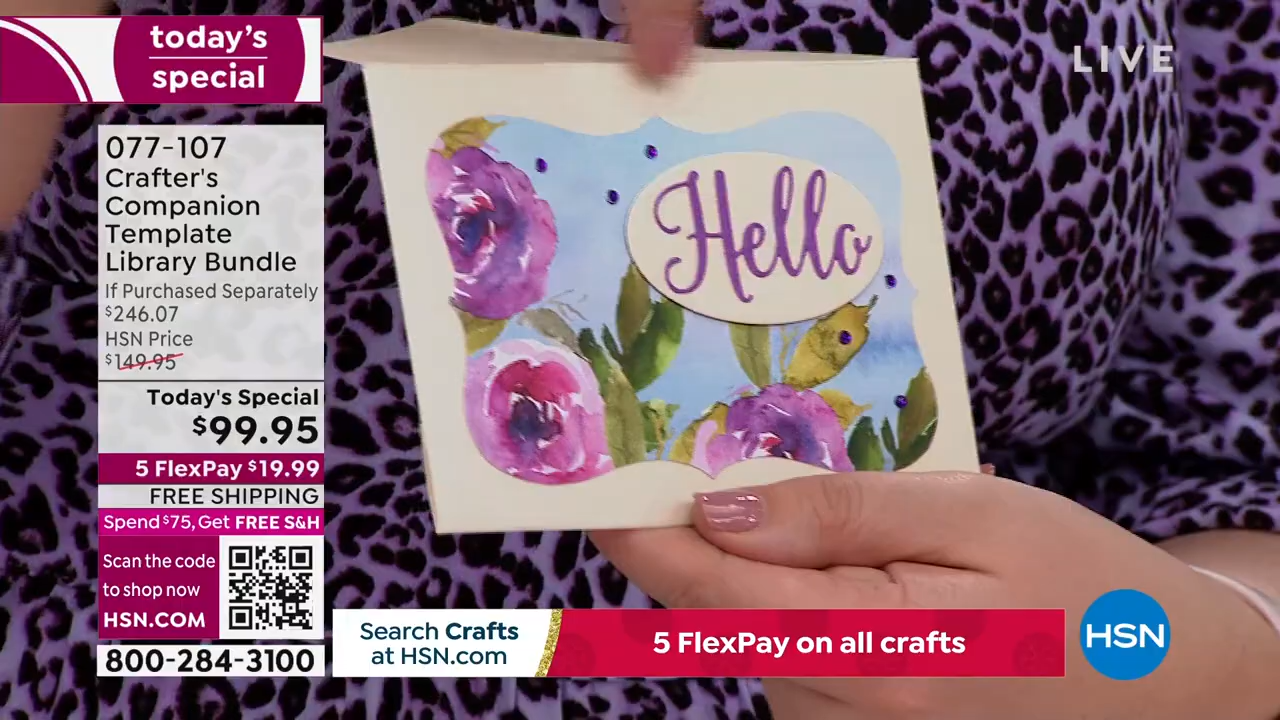 today's
special
LIVE
077-107
Crafter's
Companion
Template
Library Bundle
If Purchased Separately
$246.07
HSN Price
$149.95
Today's Special
$99.95
5 FlexPay $19.99
FREE SHIPPING
Spend $75, Get FREE S&H
Scan the code
to shop now
HSN.COM
800-284-3100
Hello
Search Crafts
at HSN.com
5 FlexPay on all crafts
HSN